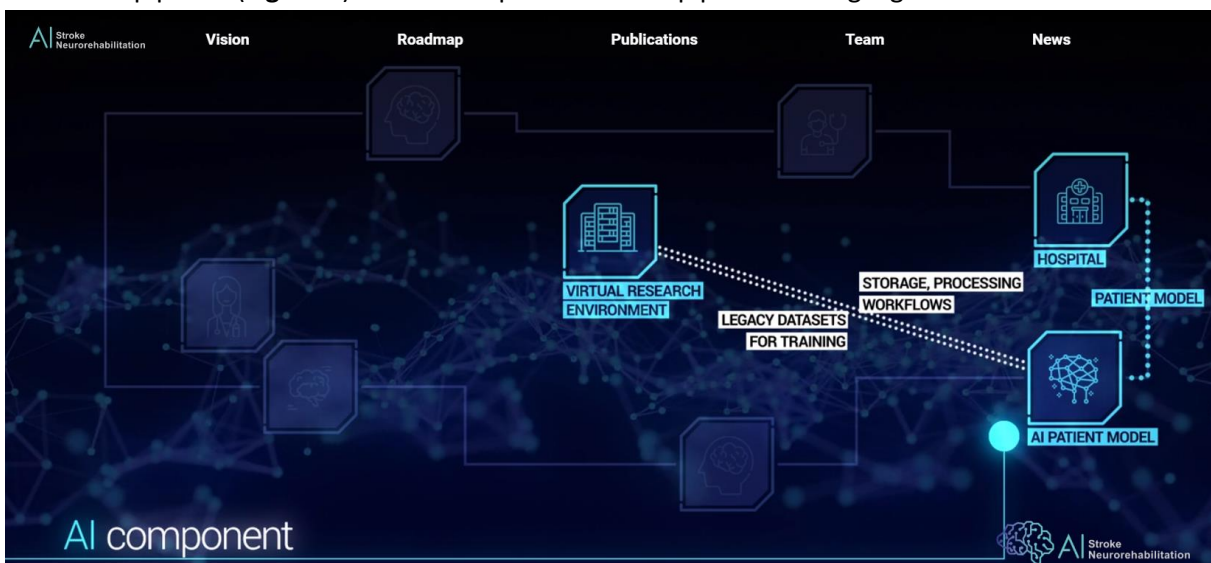 AI Stroke
Neurorehabilitation
Vision
Roadmap
Publications
Team
News
HOSPITAL
VIRTUAL RESEARCH
ENVIRONMENT
STORAGE, PROCESSING
WORKFLOWS
PATIENT MODEL
LEGACY DATASETS
FOR TRAINING
AI PATIENT MODEL
AI component
AI Stroke
Neurorehabilitation